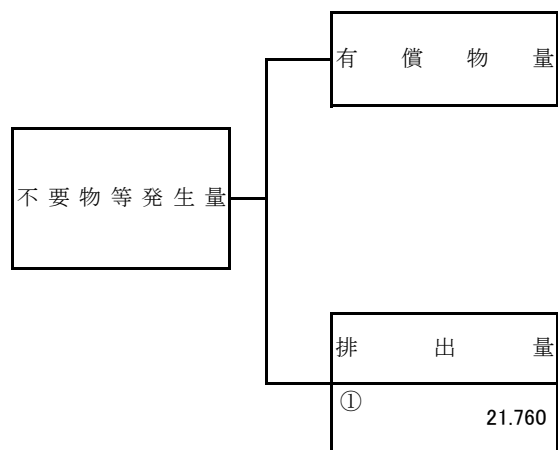 有償物量
不要物等発生量
排出量
①
21.760